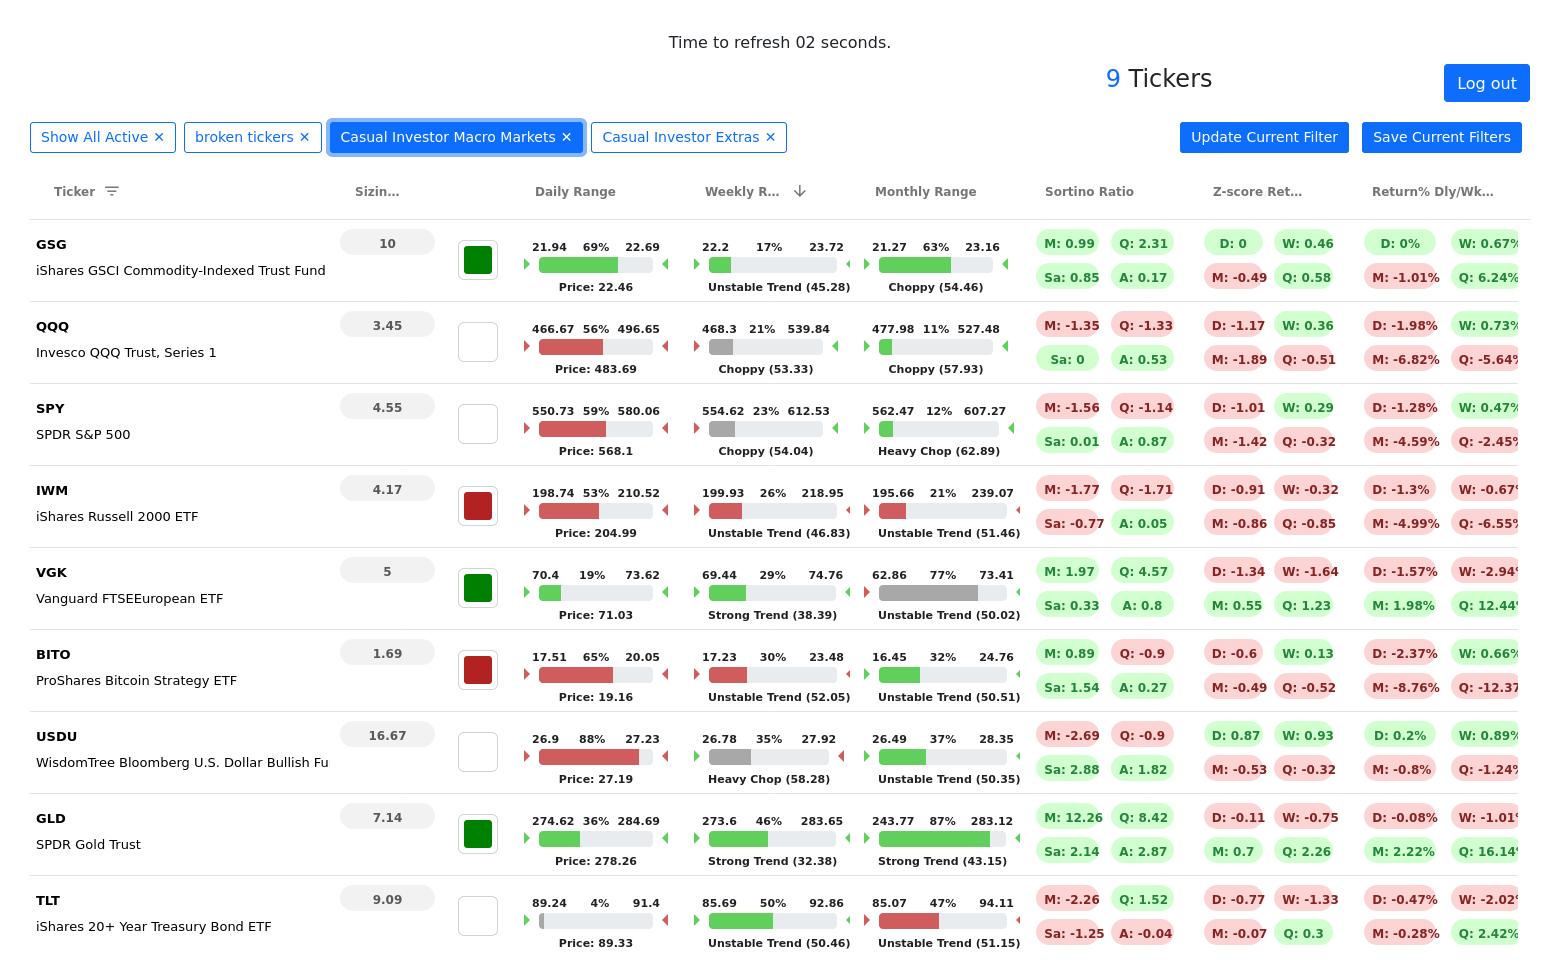 Time to refresh 02 seconds.
9 Tickers
Log out
Show All Active ✕ broken tickers ✕ Casual Investor Macro Markets ✕ Casual Investor Extras ✕ Update Current Filter Save Current Filters
Ticker Sizin... Daily Range Weekly R... Monthly Range Sortino Ratio Z-score Ret... Return% Dly/Wk...
GSG 10 21.94 69% 22.69 22.2 17% 23.72 21.27 63% 23.16 M: 0.99 Q: 2.31 D: 0 W: 0.46 D: 0% W: 0.67%
iShares GSCI Commodity-Indexed Trust Fund Sa: 0.85 A: 0.17 M: -0.49 Q: 0.58 M: -1.01% Q: 6.24%
Price: 22.46 Unstable Trend (45.28) Choppy (54.46)
QQQ 3.45 466.67 56% 496.65 468.3 21% 539.84 477.98 11% 527.48 M: -1.35 Q: -1.33 D: -1.17 W: 0.36 D: -1.98% W: 0.73%
Invesco QQQ Trust, Series 1 Sa: 0 A: 0.53 M: -1.89 Q: -0.51 M: -6.82% Q: -5.64%
Price: 483.69 Choppy (53.33) Choppy (57.93)
SPY 4.55 550.73 59% 580.06 554.62 23% 612.53 562.47 12% 607.27 M: -1.56 Q: -1.14 D: -1.01 W: 0.29 D: -1.28% W: 0.47%
SPDR S&P 500 Sa: 0.01 A: 0.87 M: -1.42 Q: -0.32 M: -4.59% Q: -2.45%
Price: 568.1 Choppy (54.04) Heavy Chop (62.89)
IWM 4.17 198.74 53% 210.52 199.93 26% 218.95 195.66 21% 239.07 M: -1.77 Q: -1.71 D: -0.91 W: -0.32 D: -1.3% W: -0.67%
iShares Russell 2000 ETF Sa: -0.77 A: 0.05 M: -0.86 Q: -0.85 M: -4.99% Q: -6.55%
Price: 204.99 Unstable Trend (46.83) Unstable Trend (51.46)
VGK 5 70.4 19% 73.62 69.44 29% 74.76 62.86 77% 73.41 M: 1.97 Q: 4.57 D: -1.34 W: -1.64 D: -1.57% W: -2.94%
Vanguard FTSEEuropean ETF Sa: 0.33 A: 0.8 M: 0.55 Q: 1.23 M: 1.98% Q: 12.44%
Price: 71.03 Strong Trend (38.39) Unstable Trend (50.02)
BITO 1.69 17.51 65% 20.05 17.23 30% 23.48 16.45 32% 24.76 M: 0.89 Q: -0.9 D: -0.6 W: 0.13 D: -2.37% W: 0.66%
ProShares Bitcoin Strategy ETF Sa: 1.54 A: 0.27 M: -0.49 Q: -0.52 M: -8.76% Q: -12.37
Price: 19.16 Unstable Trend (52.05) Unstable Trend (50.51)
USDU 16.67 26.9 88% 27.23 26.78 35% 27.92 26.49 37% 28.35 M: -2.69 Q: -0.9 D: 0.87 W: 0.93 D: 0.2% W: 0.89%
WisdomTree Bloomberg U.S. Dollar Bullish Fu Sa: 2.88 A: 1.82 M: -0.53 Q: -0.32 M: -0.8% Q: -1.24%
Price: 27.19 Heavy Chop (58.28) Unstable Trend (50.35)
GLD 7.14 274.62 36% 284.69 273.6 46% 283.65 243.77 87% 283.12 M: 12.26 Q: 8.42 D: -0.11 W: -0.75 D: -0.08% W: -1.01%
SPDR Gold Trust Sa: 2.14 A: 2.87 M: 0.7 Q: 2.26 M: 2.22% Q: 16.14%
Price: 278.26 Strong Trend (32.38) Strong Trend (43.15)
TLT 9.09 89.24 4% 91.4 85.69 50% 92.86 85.07 47% 94.11 M: -2.26 Q: 1.52 D: -0.77 W: -1.33 D: -0.47% W: -2.02%
iShares 20+ Year Treasury Bond ETF Sa: -1.25 A: -0.04 M: -0.07 Q: 0.3 M: -0.28% Q: 2.42%
Price: 89.33 Unstable Trend (50.46) Unstable Trend (51.15)